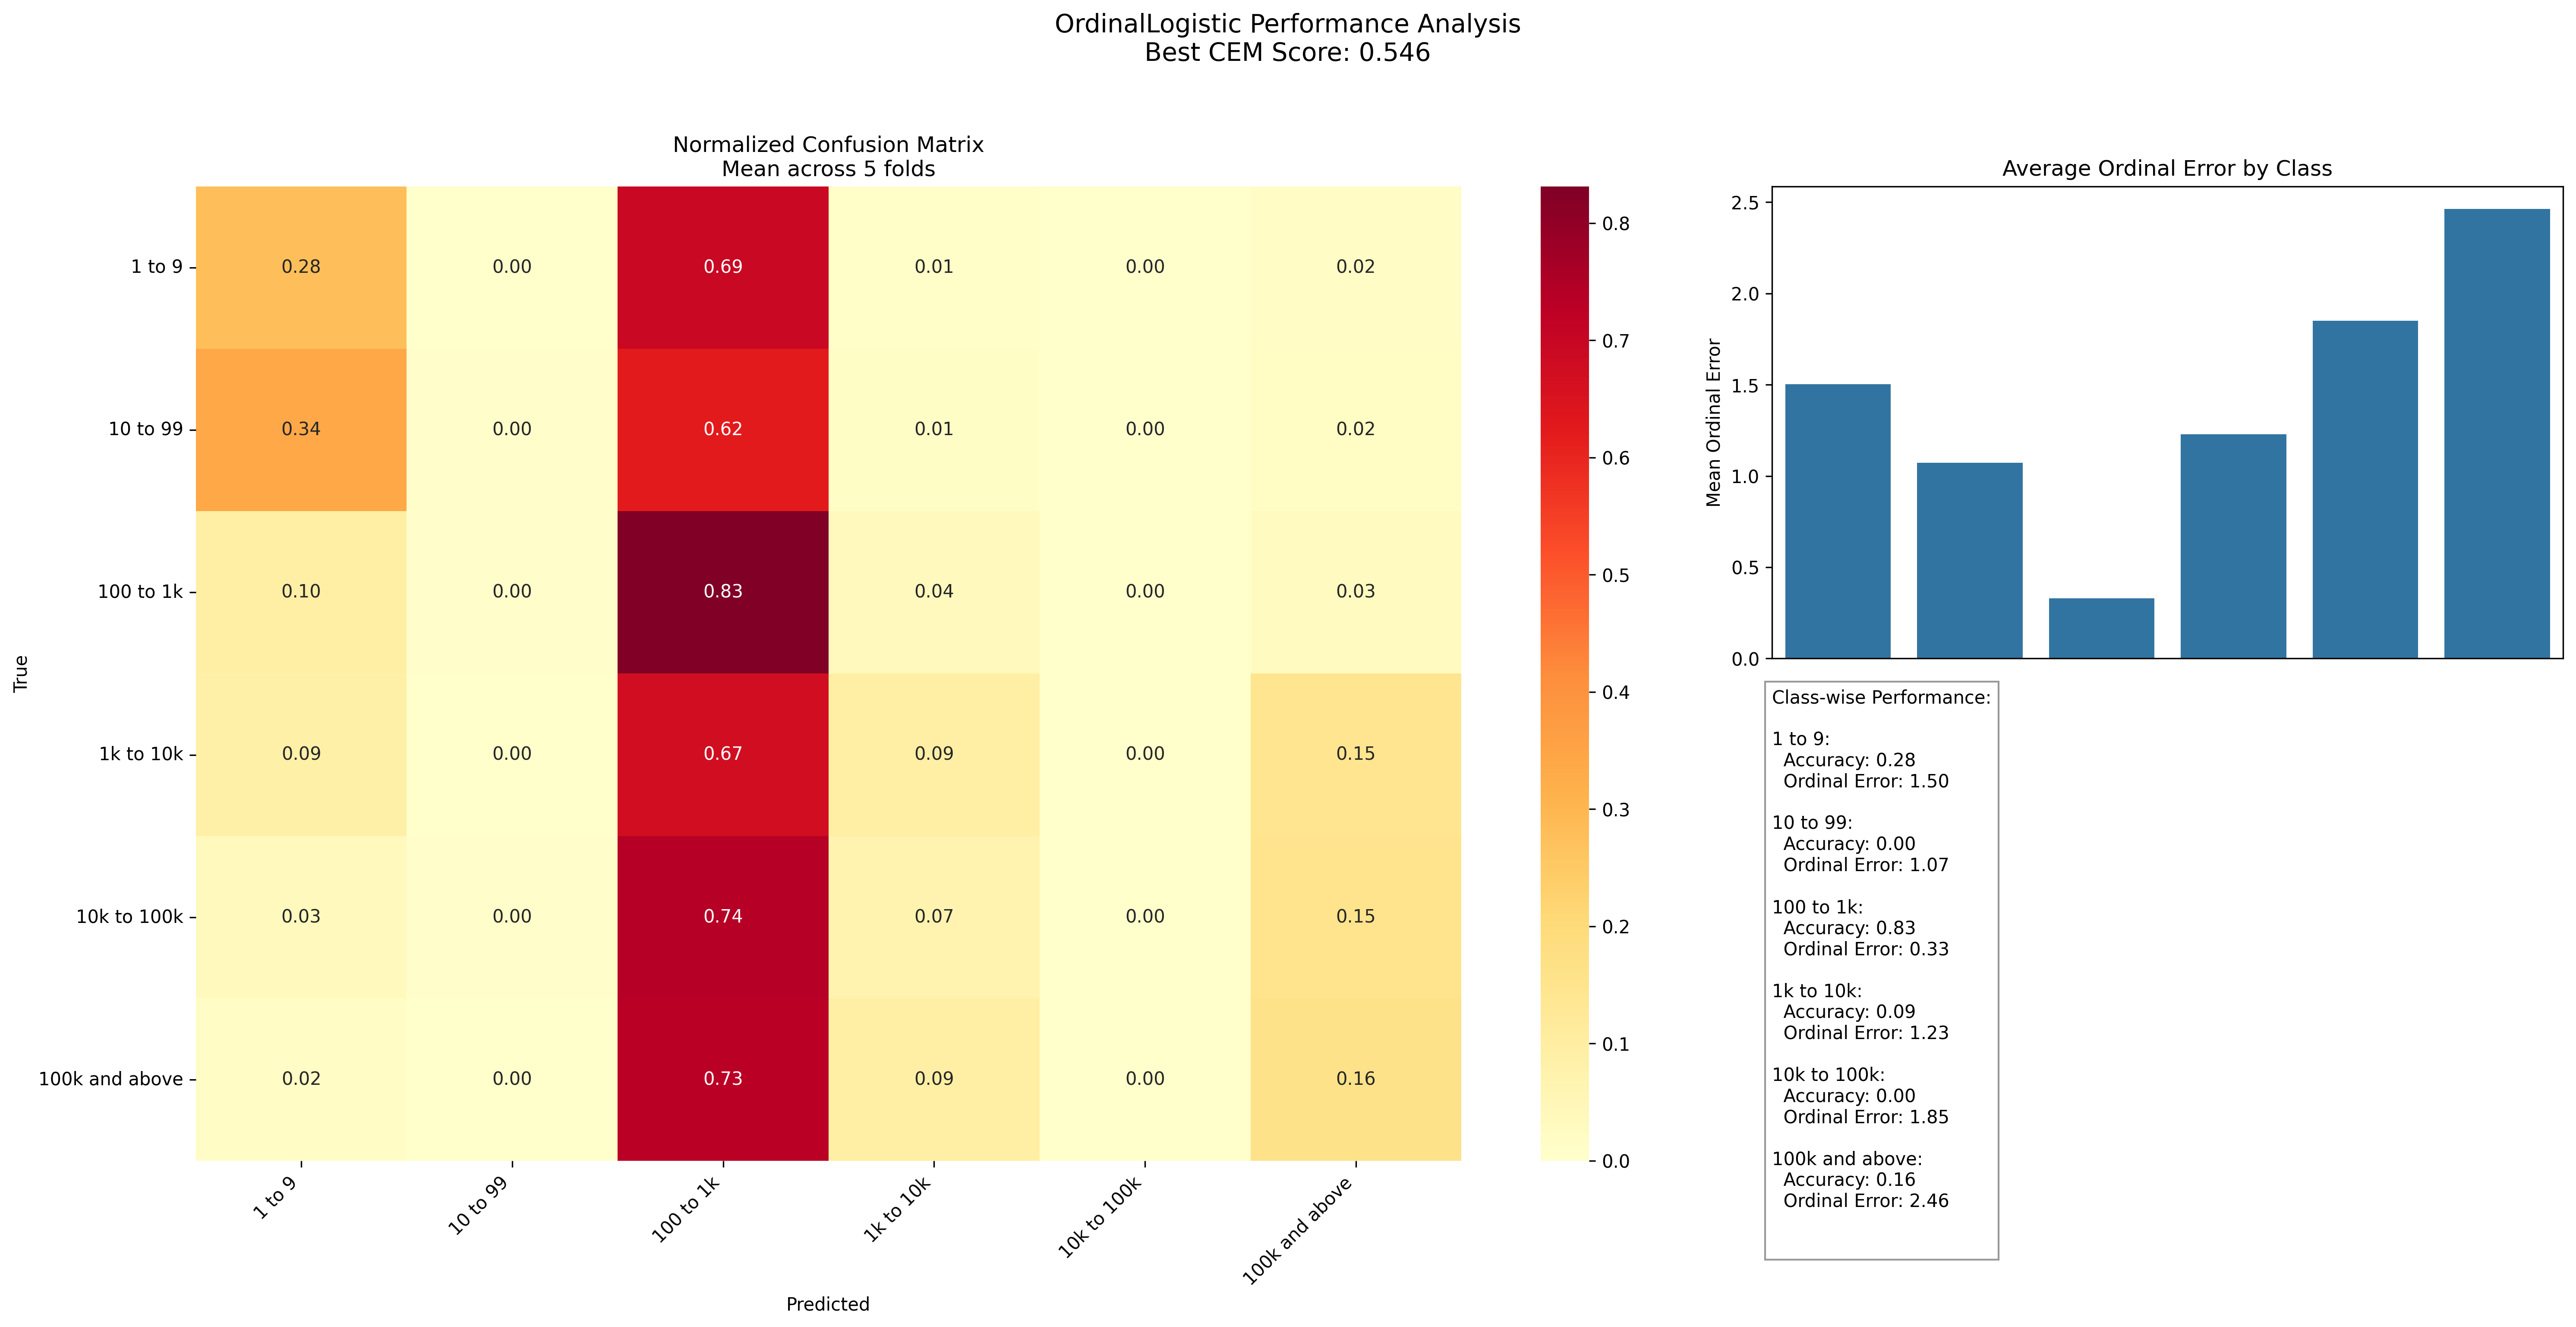 OrdinalLogistic Performance Analysis
Best CEM Score: 0.546
Normalized Confusion Matrix
Mean across 5 folds
True
1 to 9 0.28 0.00 0.69 0.01 0.00 0.02
10 to 99 0.34 0.00 0.62 0.01 0.00 0.02
100 to 1k 0.10 0.00 0.83 0.04 0.00 0.03
1k to 10k 0.09 0.00 0.67 0.09 0.00 0.15
10k to 100k 0.03 0.00 0.74 0.07 0.00 0.15
100k and above 0.02 0.00 0.73 0.09 0.00 0.16
1 to 9
10 to 99
100 to 1k
1k to 10k
10k to 100k
100k and above
Predicted
0.8
0.7
0.6
0.5
0.4
0.3
0.2
0.1
0.0
Average Ordinal Error by Class
Mean Ordinal Error
2.5
2.0
1.5
1.0
0.5
0.0
Class-wise Performance:
1 to 9:
Accuracy: 0.28
Ordinal Error: 1.50
10 to 99:
Accuracy: 0.00
Ordinal Error: 1.07
100 to 1k:
Accuracy: 0.83
Ordinal Error: 0.33
1k to 10k:
Accuracy: 0.09
Ordinal Error: 1.23
10k to 100k:
Accuracy: 0.00
Ordinal Error: 1.85
100k and above:
Accuracy: 0.16
Ordinal Error: 2.46